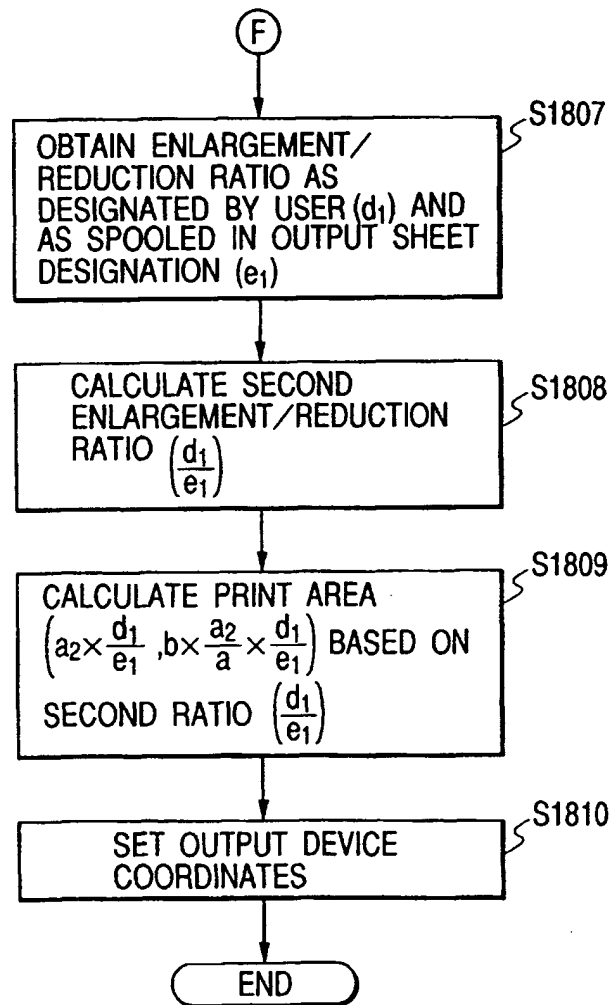 F
S1807
OBTAIN ENLARGEMENT/
REDUCTION RATIO AS
DESIGNATED BY USER (d₁) AND
AS SPOOLED IN OUTPUT SHEET
DESIGNATION (e₁)
S1808
CALCULATE SECOND
ENLARGEMENT/REDUCTION
RATIO (d₁/e₁)
S1809
CALCULATE PRINT AREA
(a₂×d₁/e₁ ,b×a₂/a×d₁/e₁) BASED ON
SECOND RATIO (d₁/e₁)
S1810
SET OUTPUT DEVICE
COORDINATES
END